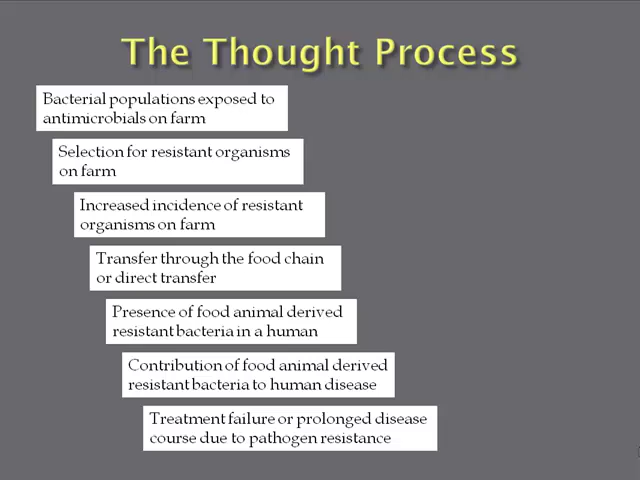 The Thought Process
Bacterial populations exposed to
antimicrobials on farm
Selection for resistant organisms
on farm
Increased incidence of resistant
organisms on farm
Transfer through the food chain
or direct transfer
Presence of food animal derived
resistant bacteria in a human
Contribution of food animal derived
resistant bacteria to human disease
Treatment failure or prolonged disease
course due to pathogen resistance